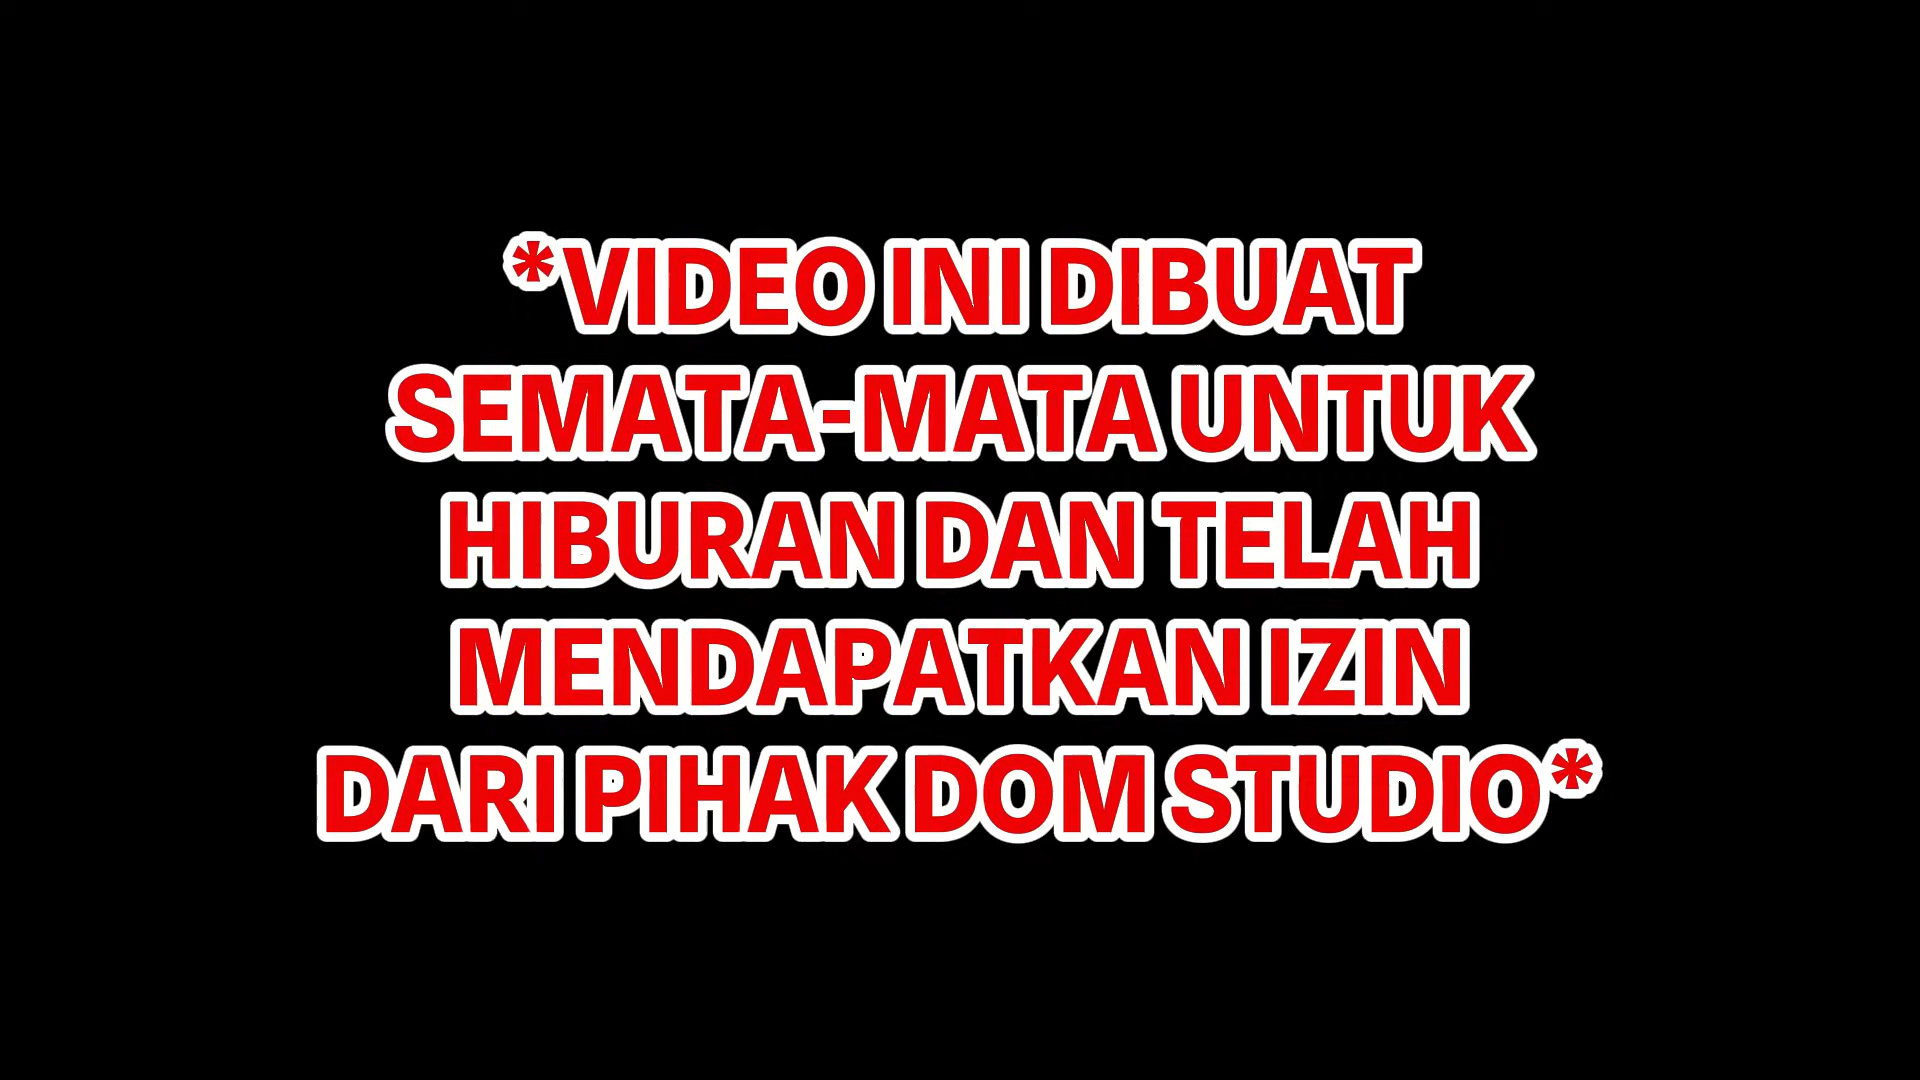 *VIDEO INI DIBUAT
SEMATA-MATA UNTUK
HIBURAN DAN TELAH
MENDAPATKAN IZIN
DARI PIHAK DOM STUDIO*